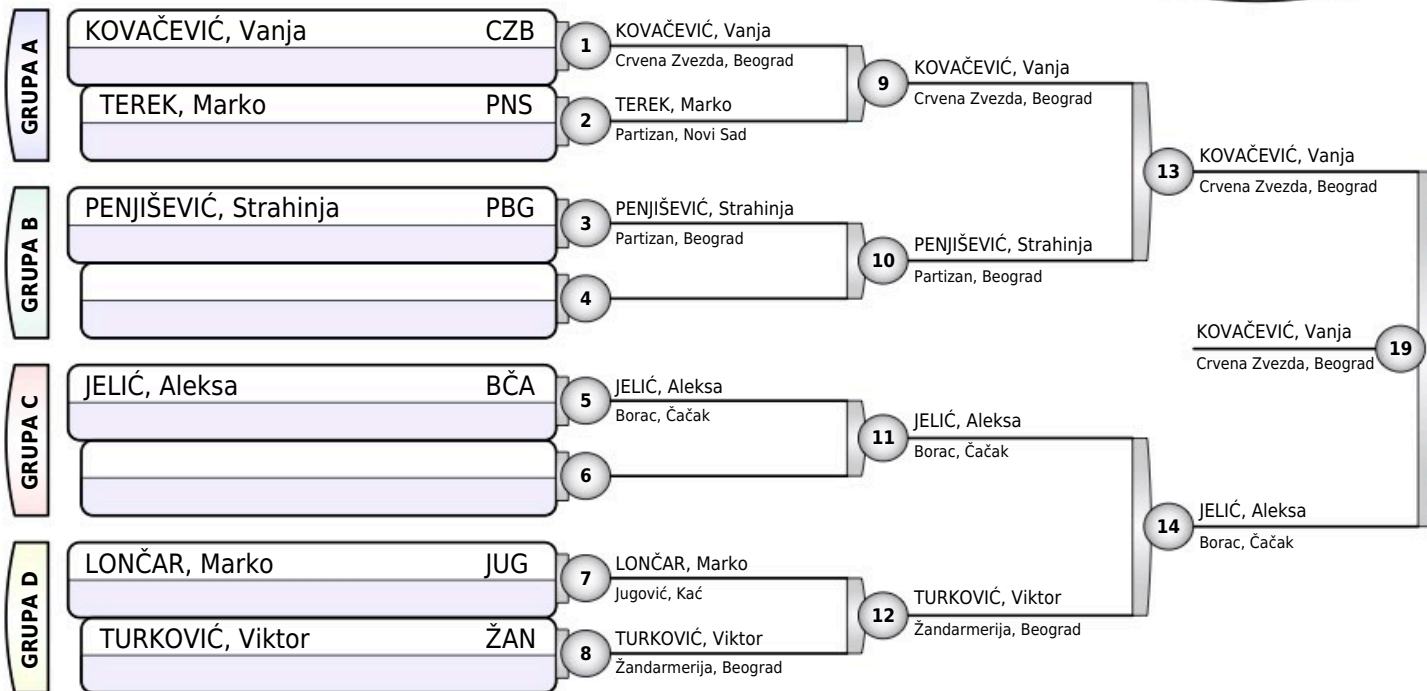 GRUPA A
KOVAČEVIĆ, Vanja CZB
TEREK, Marko PNS
1
KOVAČEVIĆ, Vanja
Crvena Zvezda, Beograd
2
TEREK, Marko
Partizan, Novi Sad
9
KOVAČEVIĆ, Vanja
Crvena Zvezda, Beograd
GRUPA B
PENJIŠEVIĆ, Strahinja PBG
3
PENJIŠEVIĆ, Strahinja
Partizan, Beograd
4
10
PENJIŠEVIĆ, Strahinja
Partizan, Beograd
13
KOVAČEVIĆ, Vanja
Crvena Zvezda, Beograd
KOVAČEVIĆ, Vanja
Crvena Zvezda, Beograd
19
GRUPA C
JELIĆ, Aleksa BČA
5
JELIĆ, Aleksa
Borac, Čačak
6
11
JELIĆ, Aleksa
Borac, Čačak
14
JELIĆ, Aleksa
Borac, Čačak
GRUPA D
LONČAR, Marko JUG
TURKOVIĆ, Viktor ŽAN
7
LONČAR, Marko
Jugović, Kać
8
TURKOVIĆ, Viktor
Žandarmerija, Beograd
12
TURKOVIĆ, Viktor
Žandarmerija, Beograd